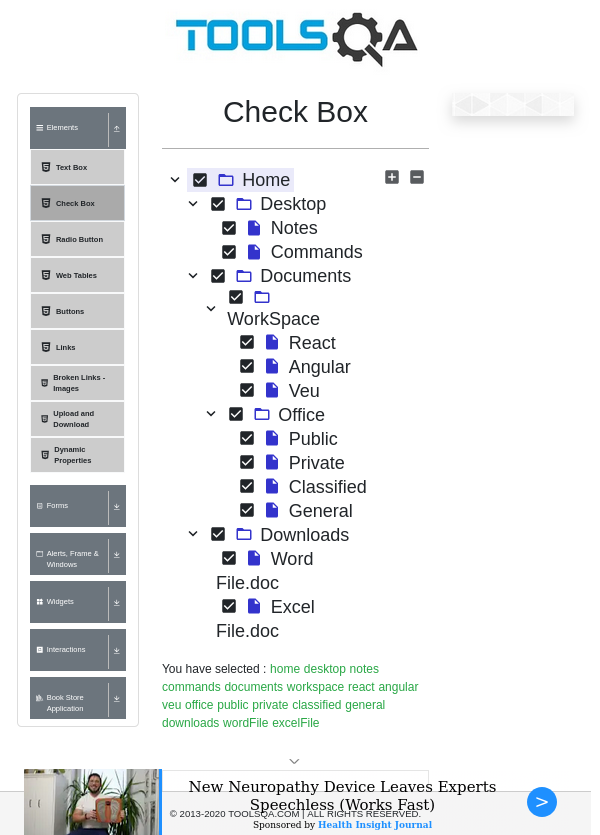 TOOLSQA
Check Box
Elements
Text Box
Check Box
Radio Button
Web Tables
Buttons
Links
Broken Links -
Images
Upload and
Download
Dynamic
Properties
Forms
Alerts, Frame &
Windows
Widgets
Interactions
Book Store
Application
Home
Desktop
Notes
Commands
Documents
WorkSpace
React
Angular
Veu
Office
Public
Private
Classified
General
Downloads
Word
File.doc
Excel
File.doc
You have selected : home desktop notes
commands documents workspace react angular
veu office public private classified general
downloads wordFile excelFile
New Neuropathy Device Leaves Experts
Speechless (Works Fast)
© 2013-2020 TOOLSQA.COM | ALL RIGHTS RESERVED.
Sponsored by Health Insight Journal